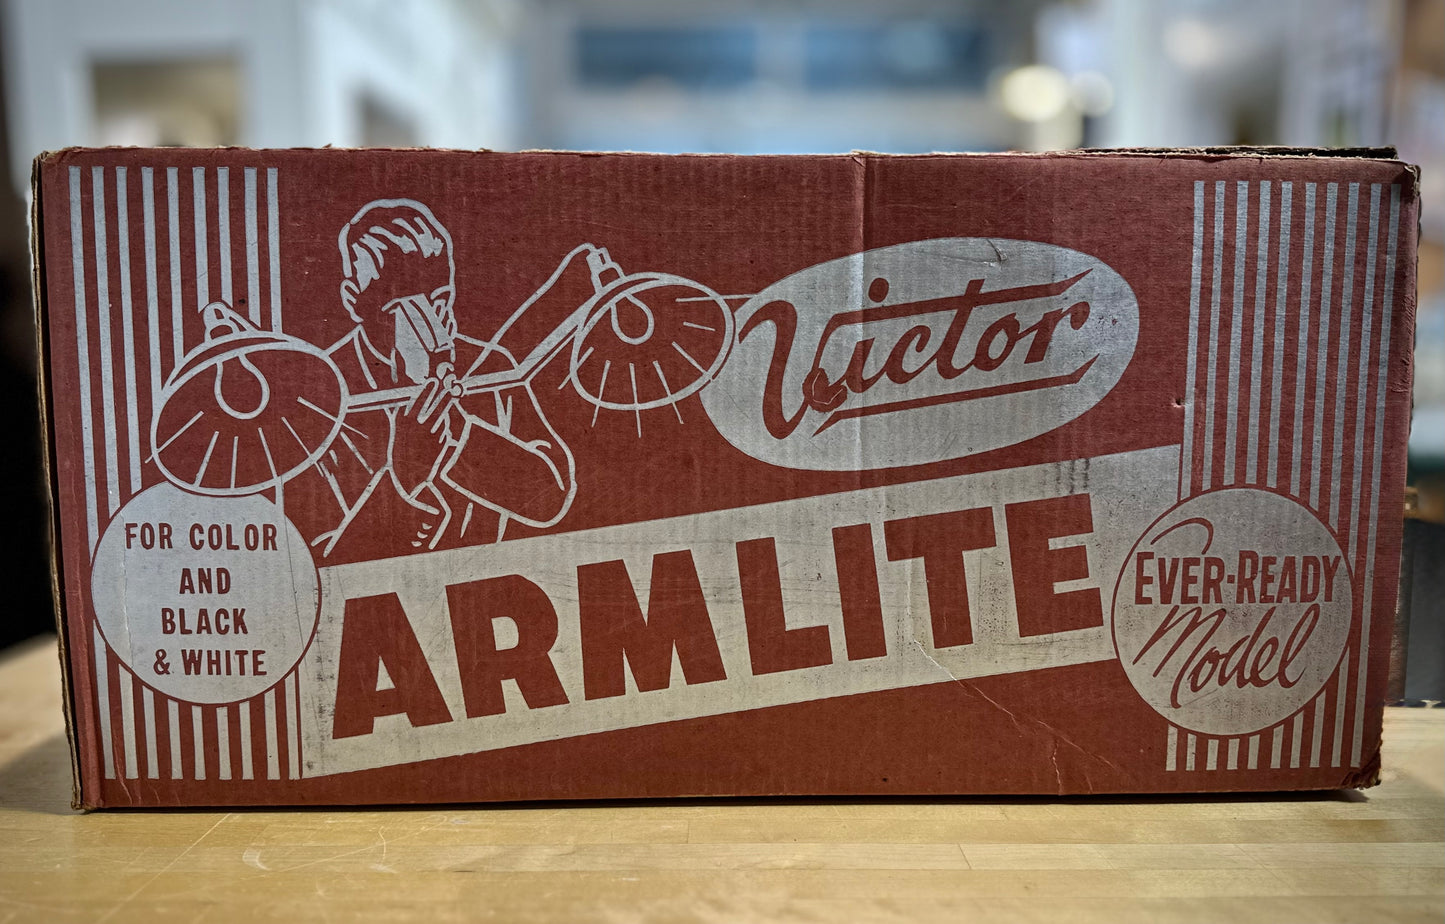 Victor
ARMLITE
FOR COLOR
AND
BLACK
& WHITE
EVER-READY
Model